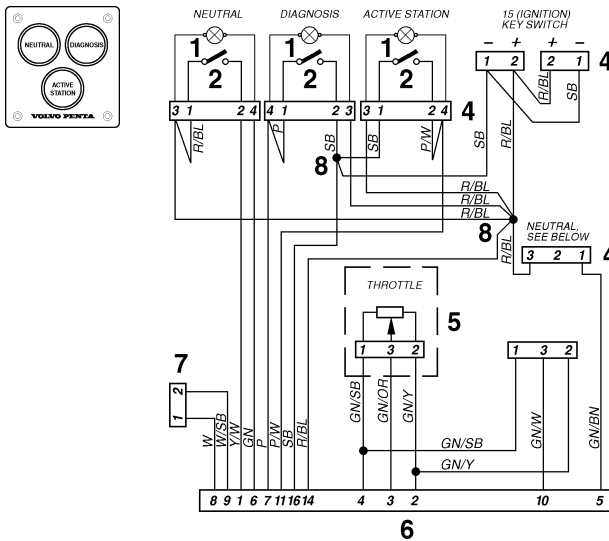 NEUTRAL DIAGNOSIS
ACTIVE
STATION
VOLVO PENTA
NEUTRAL DIAGNOSIS ACTIVE STATION
15 (IGNITION)
KEY SWITCH
1 1 1
2 2 2
- + + -
1 2 2 1 4
3 1 2 4 4 1 2 3 3 1 2 4 4
R/BL P SB SB P/W SB R/BL R/BL SB
8
R/BL
R/BL
R/BL
8
R/BL
NEUTRAL,
SEE BELOW
3 2 1 4
THROTTLE
5
1 3 2
1 3 2
7
2
1
W W/SB Y/W GN P P/W SB R/BL
GN/SB GN/OR GN/Y
GN/SB
GN/Y
GN/W GN/BN
8 9 1 6 7 11 16 14 4 3 2 10 5
6